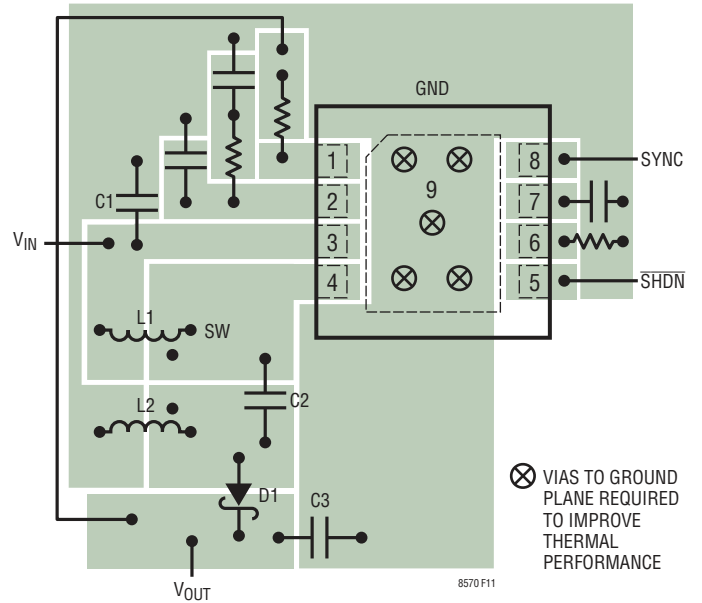 GND
1
8
SYNC
2
9
7
C1
3
6
VIN
4
5
SHDN
L1
SW
L2
C2
D1
C3
VIAS TO GROUND
PLANE REQUIRED
TO IMPROVE
THERMAL
PERFORMANCE
VOUT
8570 F11